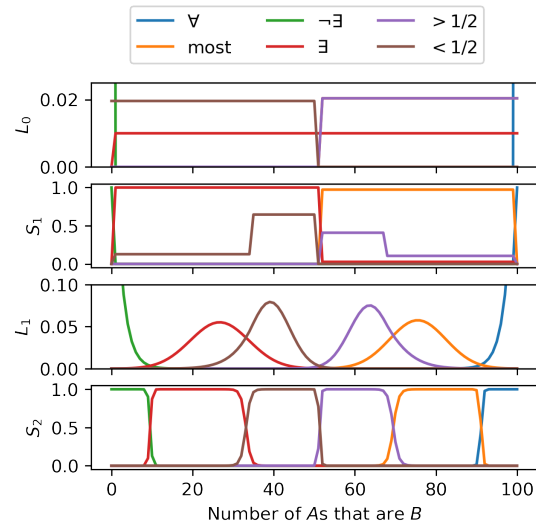 ∀ ¬∃ > 1/2
most ∃ < 1/2
0.02
0.00
L₀
1.0
0.5
0.0
S₁
0.10
0.05
0.00
L₁
1.0
0.5
0.0
S₂
0 20 40 60 80 100
Number of As that are B